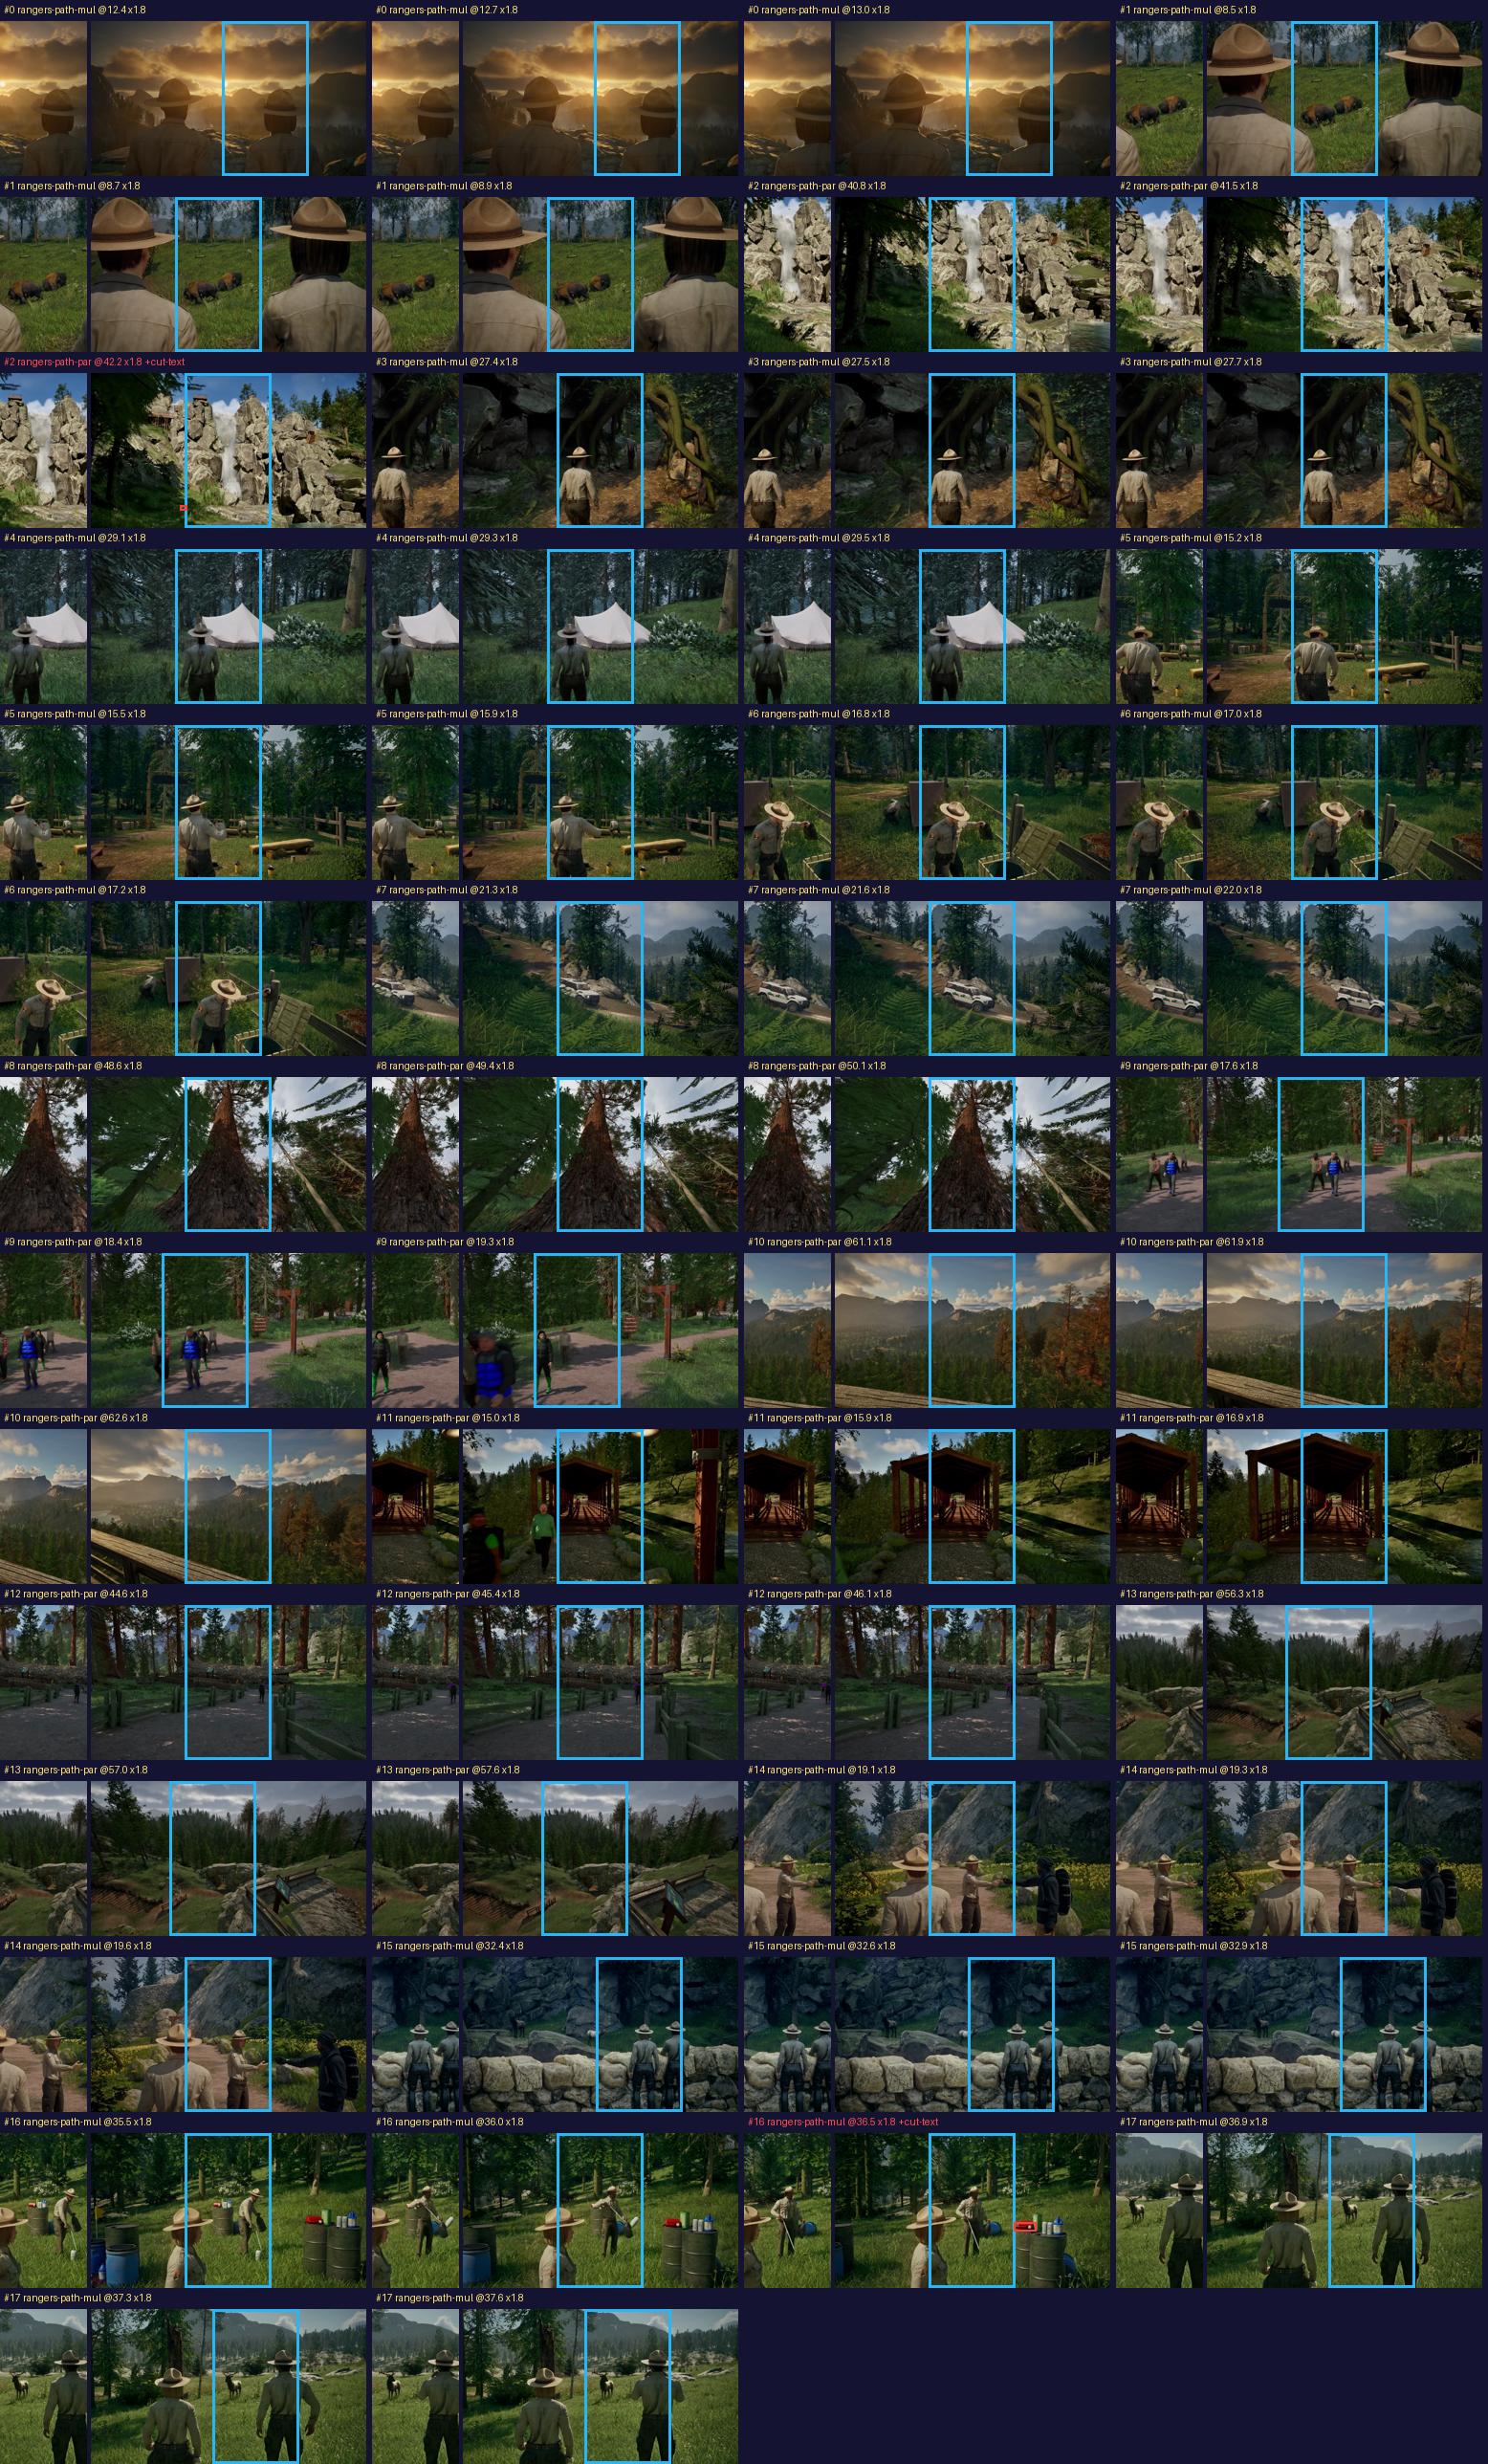 #0 rangers-path-mul @12.4 x1.8
#0 rangers-path-mul @12.7 x1.8
#0 rangers-path-mul @13.0 x1.8
#1 rangers-path-mul @8.5 x1.8
#1 rangers-path-mul @8.7 x1.8
#1 rangers-path-mul @8.9 x1.8
#2 rangers-path-par @40.8 x1.8
#2 rangers-path-par @41.5 x1.8
#2 rangers-path-par @42.2 x1.8 +cut-text
#3 rangers-path-mul @27.4 x1.8
#3 rangers-path-mul @27.5 x1.8
#3 rangers-path-mul @27.7 x1.8
#4 rangers-path-mul @29.1 x1.8
#4 rangers-path-mul @29.3 x1.8
#4 rangers-path-mul @29.5 x1.8
#5 rangers-path-mul @15.2 x1.8
#5 rangers-path-mul @15.5 x1.8
#5 rangers-path-mul @15.9 x1.8
#6 rangers-path-mul @16.8 x1.8
#6 rangers-path-mul @17.0 x1.8
#6 rangers-path-mul @17.2 x1.8
#7 rangers-path-mul @21.3 x1.8
#7 rangers-path-mul @21.6 x1.8
#7 rangers-path-mul @22.0 x1.8
#8 rangers-path-par @48.6 x1.8
#8 rangers-path-par @49.4 x1.8
#8 rangers-path-par @50.1 x1.8
#9 rangers-path-par @17.6 x1.8
#9 rangers-path-par @18.4 x1.8
#9 rangers-path-par @19.3 x1.8
#10 rangers-path-par @61.1 x1.8
#10 rangers-path-par @61.9 x1.8
#10 rangers-path-par @62.6 x1.8
#11 rangers-path-par @15.0 x1.8
#11 rangers-path-par @15.9 x1.8
#11 rangers-path-par @16.9 x1.8
#12 rangers-path-par @44.6 x1.8
#12 rangers-path-par @45.4 x1.8
#12 rangers-path-par @46.1 x1.8
#13 rangers-path-par @56.3 x1.8
#13 rangers-path-par @57.0 x1.8
#13 rangers-path-par @57.6 x1.8
#14 rangers-path-mul @19.1 x1.8
#14 rangers-path-mul @19.3 x1.8
#14 rangers-path-mul @19.6 x1.8
#15 rangers-path-mul @32.4 x1.8
#15 rangers-path-mul @32.6 x1.8
#15 rangers-path-mul @32.9 x1.8
#16 rangers-path-mul @35.5 x1.8
#16 rangers-path-mul @36.0 x1.8
#16 rangers-path-mul @36.5 x1.8 +cut-text
#17 rangers-path-mul @36.9 x1.8
#17 rangers-path-mul @37.3 x1.8
#17 rangers-path-mul @37.6 x1.8